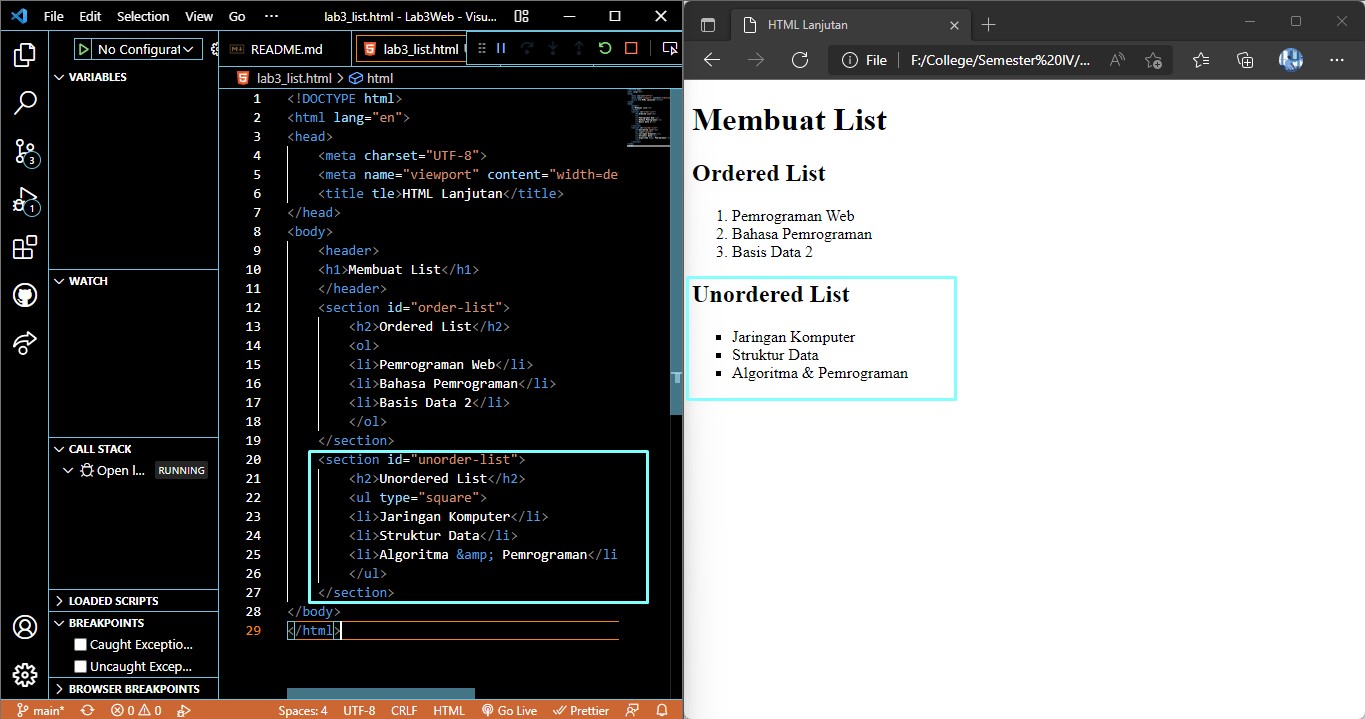 File Edit Selection View Go ··· lab3_list.html - Lab3Web - Visu...
No Configurat
README.md
lab3_list.html
VARIABLES
WATCH
CALL STACK
Open l... RUNNING
LOADED SCRIPTS
BREAKPOINTS
Caught Exceptio...
Uncaught Excep...
BROWSER BREAKPOINTS
3
1
lab3_list.html > html
1 <!DOCTYPE html>
2 <html lang="en">
3 <head>
4 <meta charset="UTF-8">
5 <meta name="viewport" content="width=de
6 <title tle>HTML Lanjutan</title>
7 </head>
8 <body>
9 <header>
10 <h1>Membuat List</h1>
11 </header>
12 <section id="order-list">
13 <h2>Ordered List</h2>
14 <ol>
15 <li>Pemrograman Web</li>
16 <li>Bahasa Pemrograman</li>
17 <li>Basis Data 2</li>
18 </ol>
19 </section>
20 <section id="unorder-list">
21 <h2>Unordered List</h2>
22 <ul type="square">
23 <li>Jaringan Komputer</li>
24 <li>Struktur Data</li>
25 <li>Algoritma &amp; Pemrograman</li
26 </ul>
27 </section>
28 </body>
29 </html>
main* 0 0 Spaces: 4 UTF-8 CRLF HTML Go Live Prettier
HTML Lanjutan
File F:/College/Semester%20IV/...
Membuat List
Ordered List
1. Pemrograman Web
2. Bahasa Pemrograman
3. Basis Data 2
Unordered List
▪ Jaringan Komputer
▪ Struktur Data
▪ Algoritma & Pemrograman